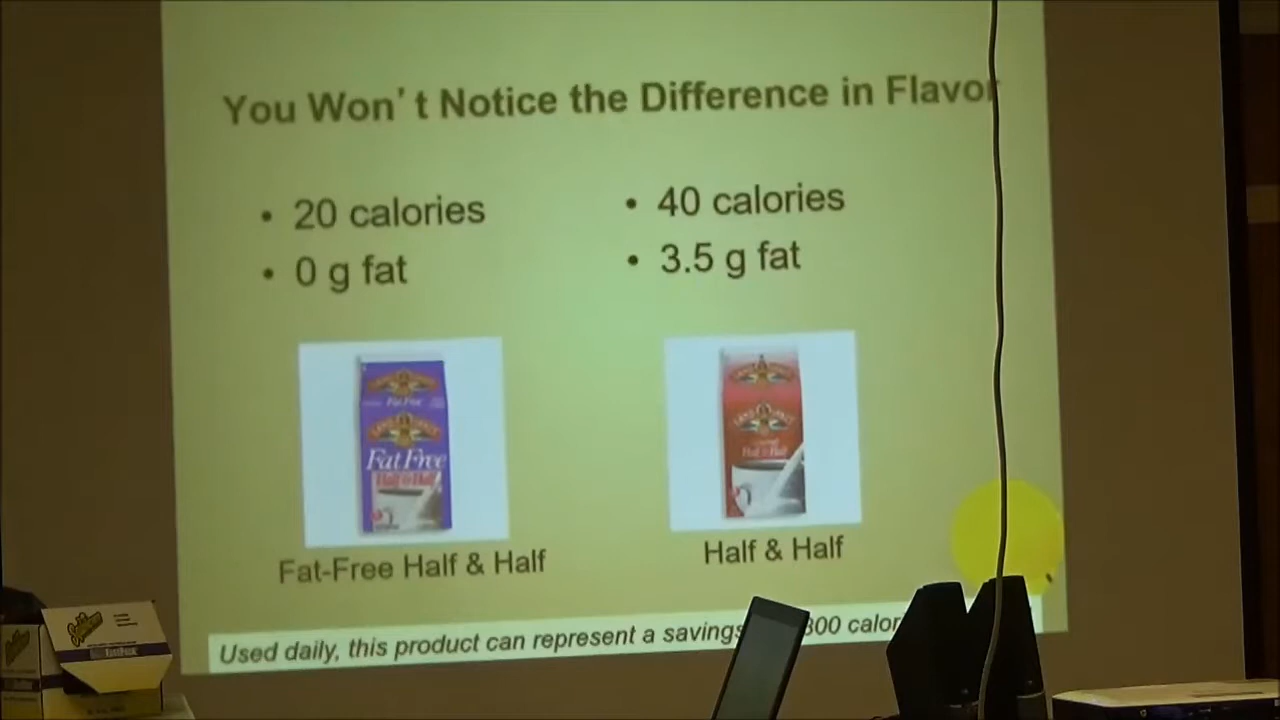 You Won't Notice the Difference in Flavor
• 20 calories
• 0 g fat
• 40 calories
• 3.5 g fat
Fat Free
Half & Half
Fat-Free Half & Half
Half & Half
Used daily, this product can represent a savings 300 calor